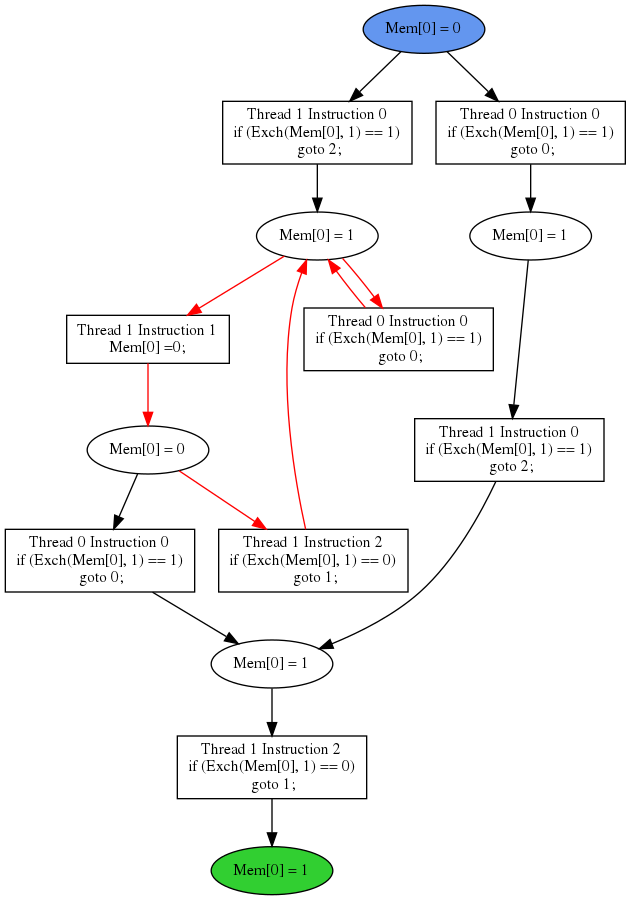 Mem[0] = 0
Thread 1 Instruction 0
if (Exch(Mem[0], 1) == 1)
goto 2;
Thread 0 Instruction 0
if (Exch(Mem[0], 1) == 1)
goto 0;
Mem[0] = 1
Mem[0] = 1
Thread 1 Instruction 1
Mem[0] =0;
Thread 0 Instruction 0
if (Exch(Mem[0], 1) == 1)
goto 0;
Mem[0] = 0
Thread 1 Instruction 0
if (Exch(Mem[0], 1) == 1)
goto 2;
Thread 0 Instruction 0
if (Exch(Mem[0], 1) == 1)
goto 0;
Thread 1 Instruction 2
if (Exch(Mem[0], 1) == 0)
goto 1;
Mem[0] = 1
Thread 1 Instruction 2
if (Exch(Mem[0], 1) == 0)
goto 1;
Mem[0] = 1